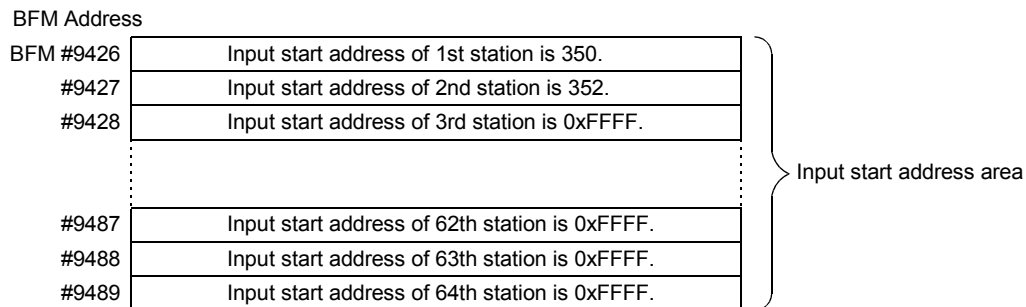 BFM Address
BFM #9426 Input start address of 1st station is 350.
#9427 Input start address of 2nd station is 352.
#9428 Input start address of 3rd station is 0xFFFF.
Input start address area
#9487 Input start address of 62th station is 0xFFFF.
#9488 Input start address of 63th station is 0xFFFF.
#9489 Input start address of 64th station is 0xFFFF.